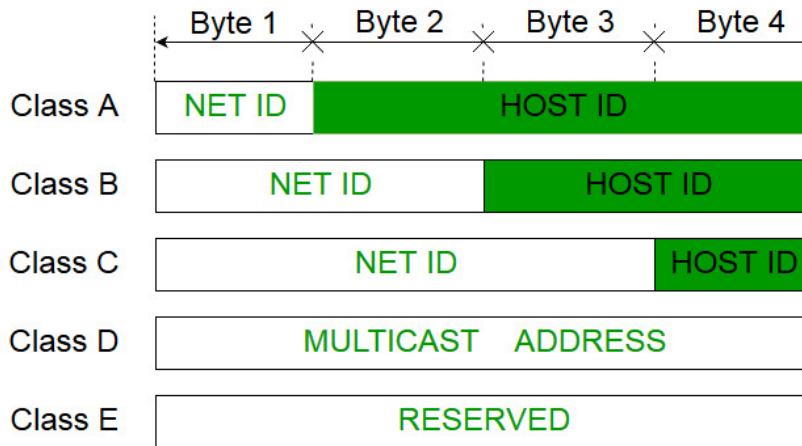 Byte 1 Byte 2 Byte 3 Byte 4
Class A NET ID HOST ID
Class B NET ID HOST ID
Class C NET ID HOST ID
Class D MULTICAST ADDRESS
Class E RESERVED